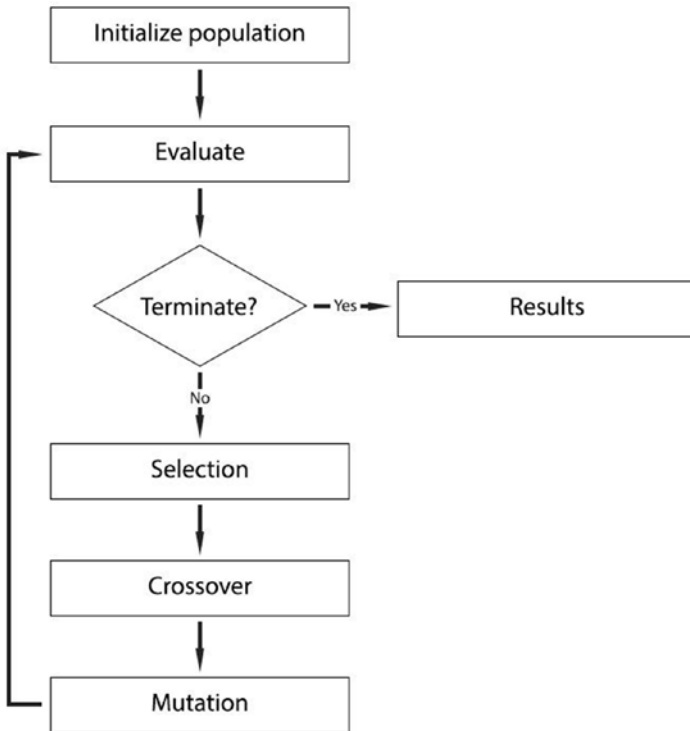 Initialize population
Evaluate
Terminate?
Yes
Results
No
Selection
Crossover
Mutation